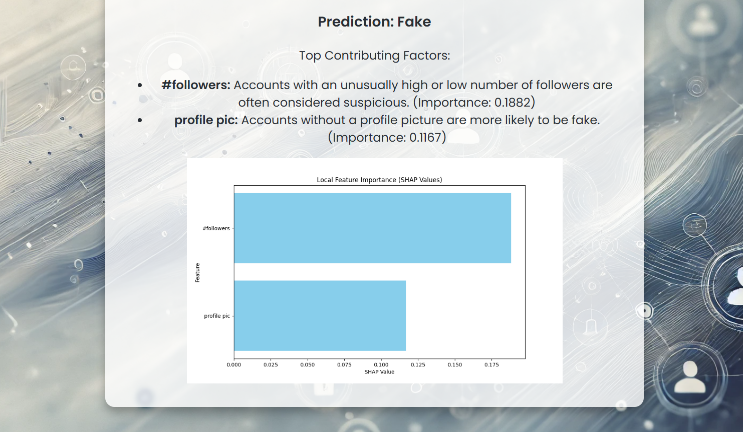 Prediction: Fake
Top Contributing Factors:
• #followers: Accounts with an unusually high or low number of followers are
often considered suspicious. (Importance: 0.1882)
• profile pic: Accounts without a profile picture are more likely to be fake.
(Importance: 0.1167)
Local Feature Importance (SHAP Values)
#followers
Feature
profile pic
0.000 0.025 0.050 0.075 0.100 0.125 0.150 0.175
SHAP Value